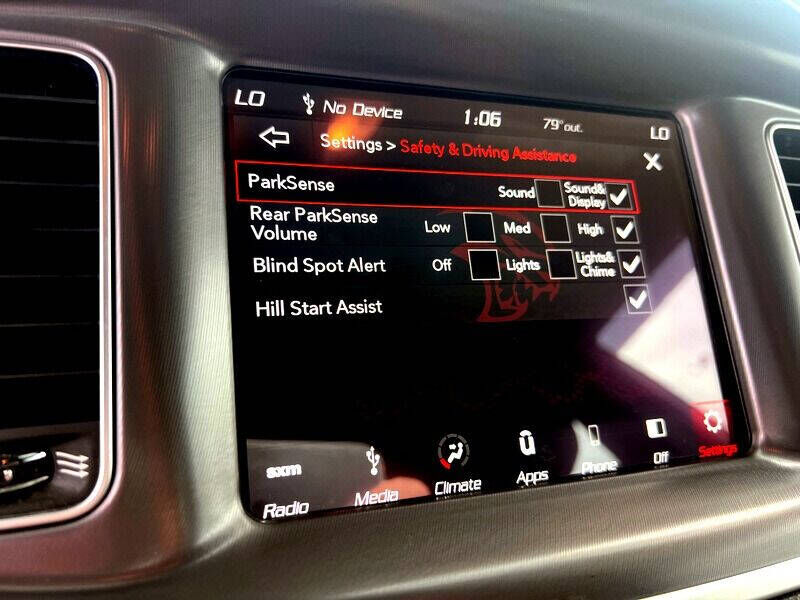 LO No Device 1:06 79° out. LO
Settings > Safety & Driving Assistance
ParkSense Sound Sound& Display
Rear ParkSense Volume Low Med High
Blind Spot Alert Off Lights Lights& Chime
Hill Start Assist
sxm
Radio Media Climate Apps Phone Off Settings